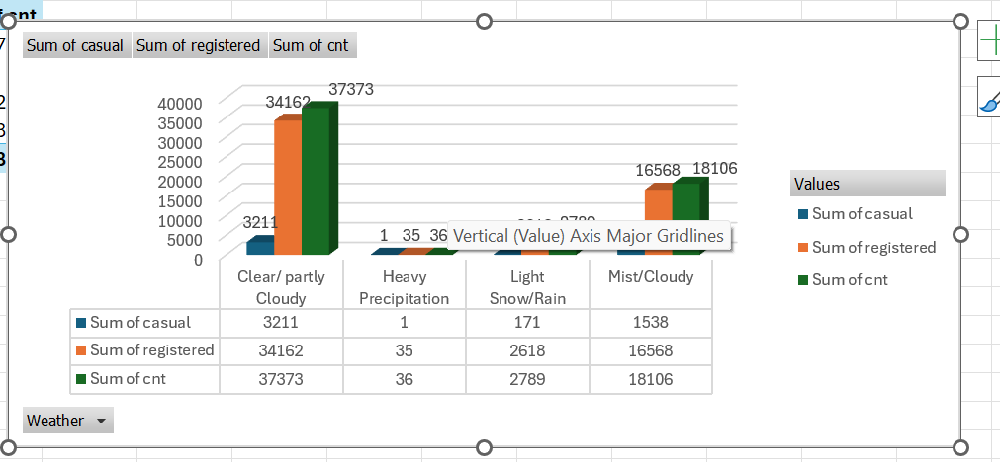 cnt
Sum of casual Sum of registered Sum of cnt
40000
35000
30000
25000
20000
15000
10000
5000
0
3211
34162
37373
1 35 36
16568 18106
Vertical (Value) Axis Major Gridlines
Clear/ partly
Cloudy
Heavy
Precipitation
Light
Snow/Rain
Mist/Cloudy
Sum of casual 3211 1 171 1538
Sum of registered 34162 35 2618 16568
Sum of cnt 37373 36 2789 18106
Values
Sum of casual
Sum of registered
Sum of cnt
Weather